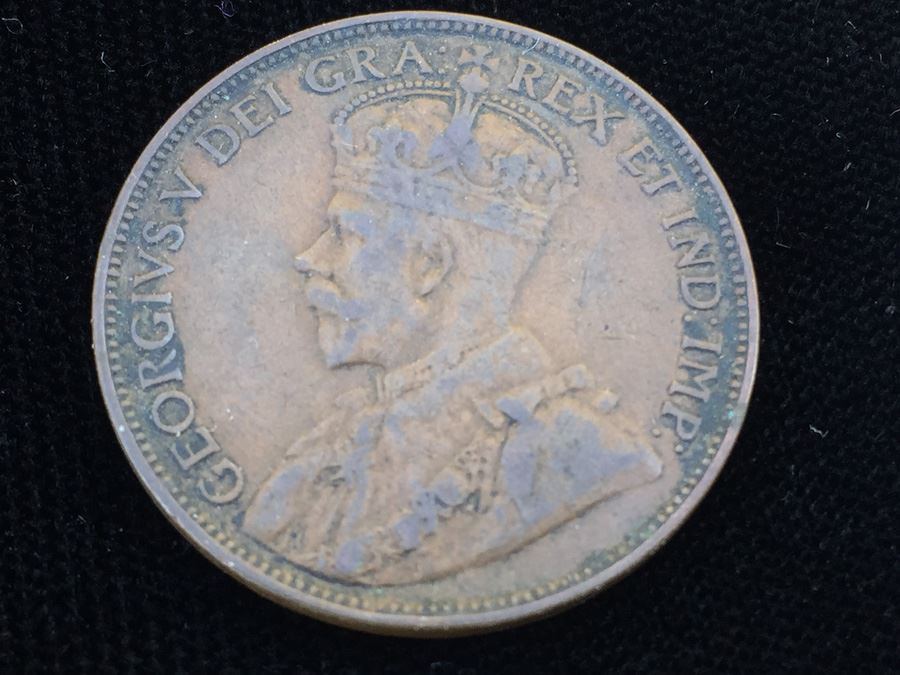 GEORGIVS V DEI GRA: REX ET IND: IMP: